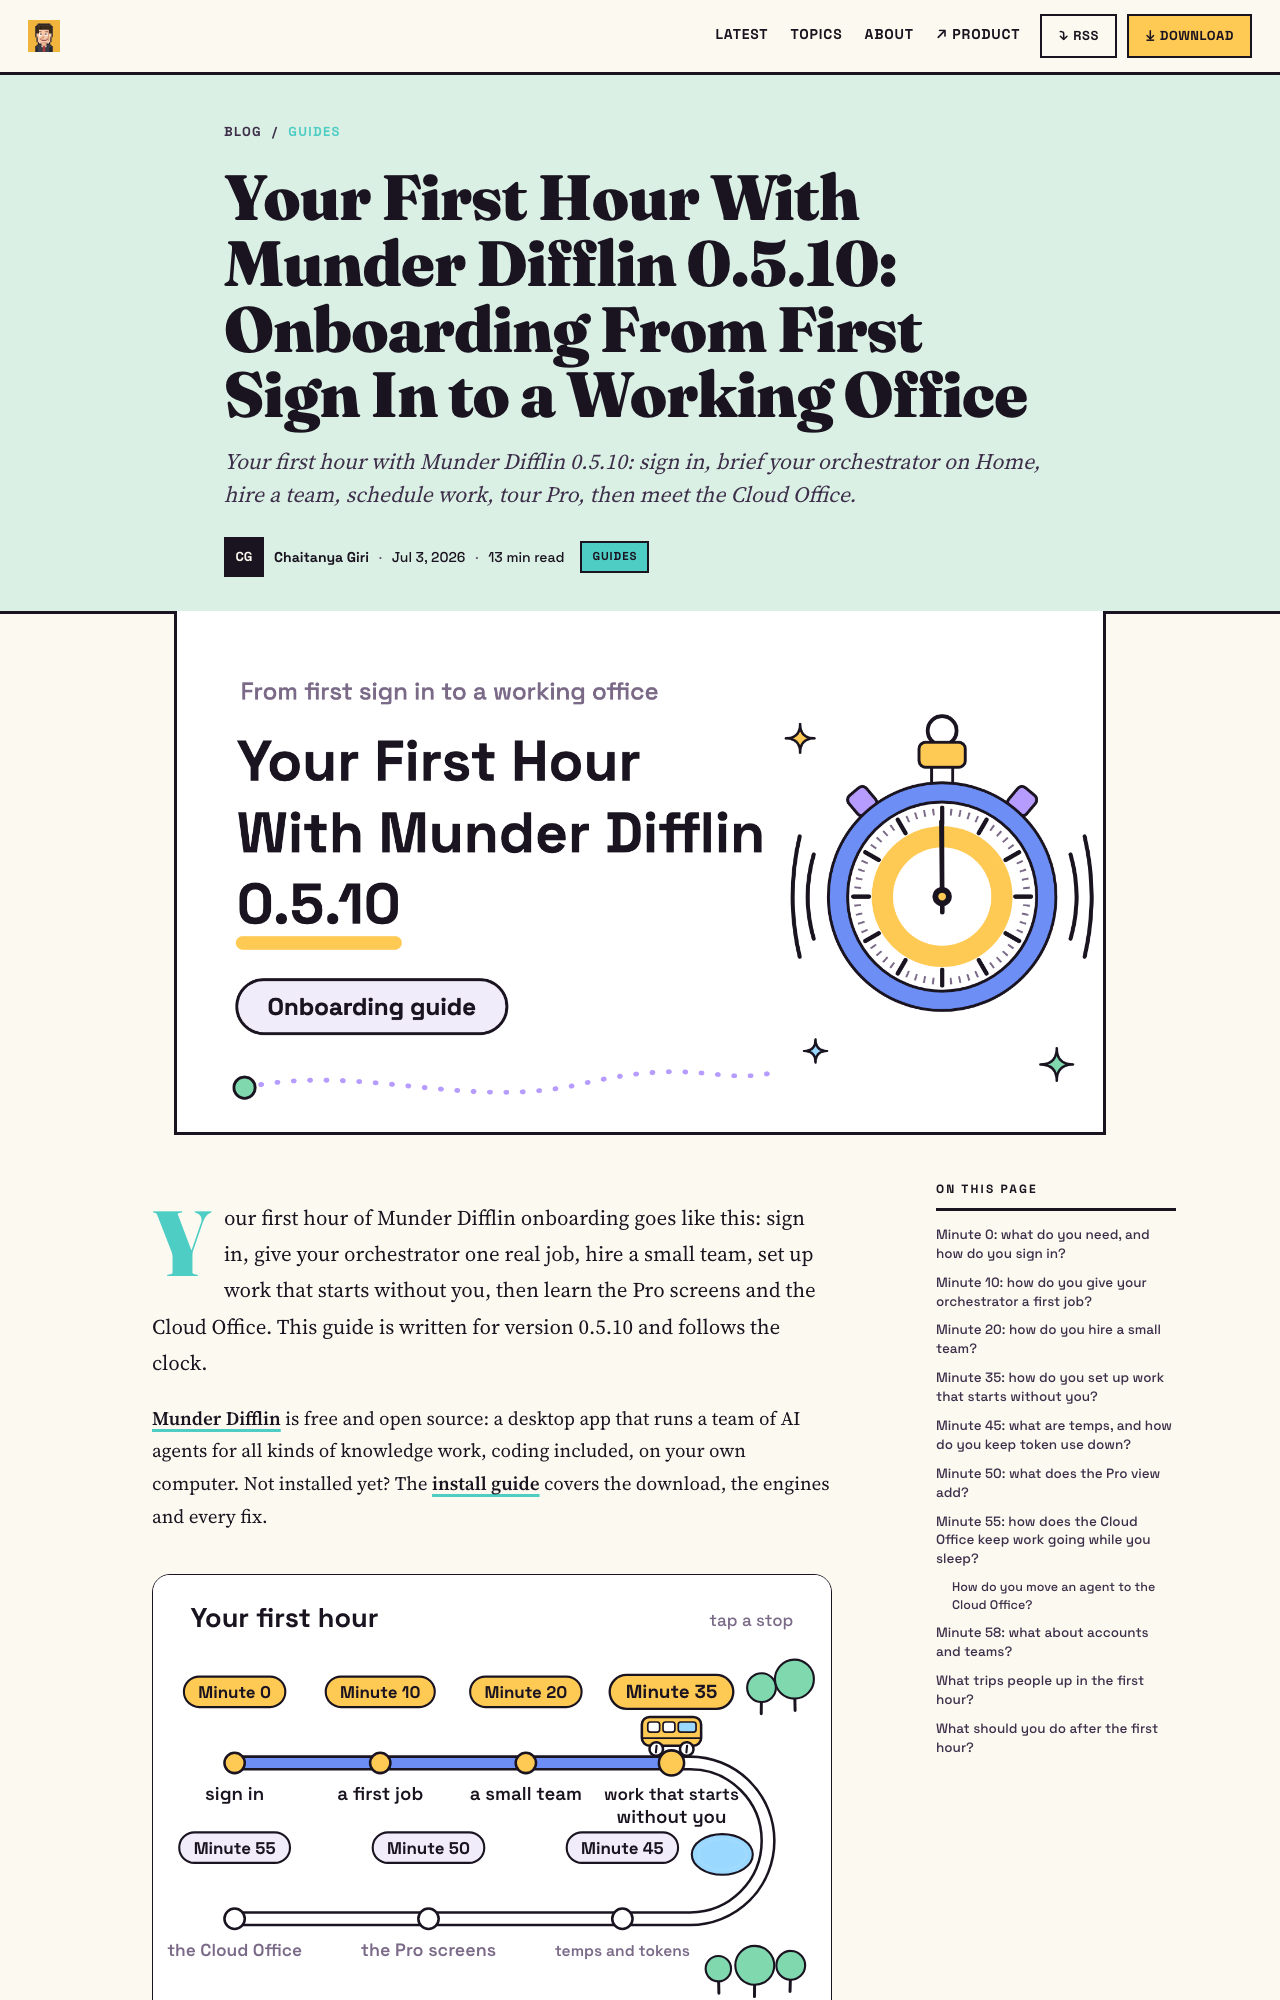 LATEST TOPICS ABOUT ↗ PRODUCT ⤵ RSS ⤓ DOWNLOAD
BLOG / GUIDES
Your First Hour With
Munder Difflin 0.5.10:
Onboarding From First
Sign In to a Working Office
Your first hour with Munder Difflin 0.5.10: sign in, brief your orchestrator on Home,
hire a team, schedule work, tour Pro, then meet the Cloud Office.
CG Chaitanya Giri · Jul 3, 2026 · 13 min read GUIDES
From first sign in to a working office
Your First Hour
With Munder Difflin
0.5.10
Onboarding guide
Your first hour of Munder Difflin onboarding goes like this: sign
in, give your orchestrator one real job, hire a small team, set up
work that starts without you, then learn the Pro screens and the
Cloud Office. This guide is written for version 0.5.10 and follows the
clock.
Munder Difflin is free and open source: a desktop app that runs a team of AI
agents for all kinds of knowledge work, coding included, on your own
computer. Not installed yet? The install guide covers the download, the engines
and every fix.
Your first hour
tap a stop
Minute 0 Minute 10 Minute 20 Minute 35
sign in a first job a small team work that starts
without you
Minute 55 Minute 50 Minute 45
the Cloud Office the Pro screens temps and tokens
ON THIS PAGE
Minute 0: what do you need, and
how do you sign in?
Minute 10: how do you give your
orchestrator a first job?
Minute 20: how do you hire a small
team?
Minute 35: how do you set up work
that starts without you?
Minute 45: what are temps, and how
do you keep token use down?
Minute 50: what does the Pro view
add?
Minute 55: how does the Cloud
Office keep work going while you
sleep?
How do you move an agent to the
Cloud Office?
Minute 58: what about accounts
and teams?
What trips people up in the first
hour?
What should you do after the first
hour?